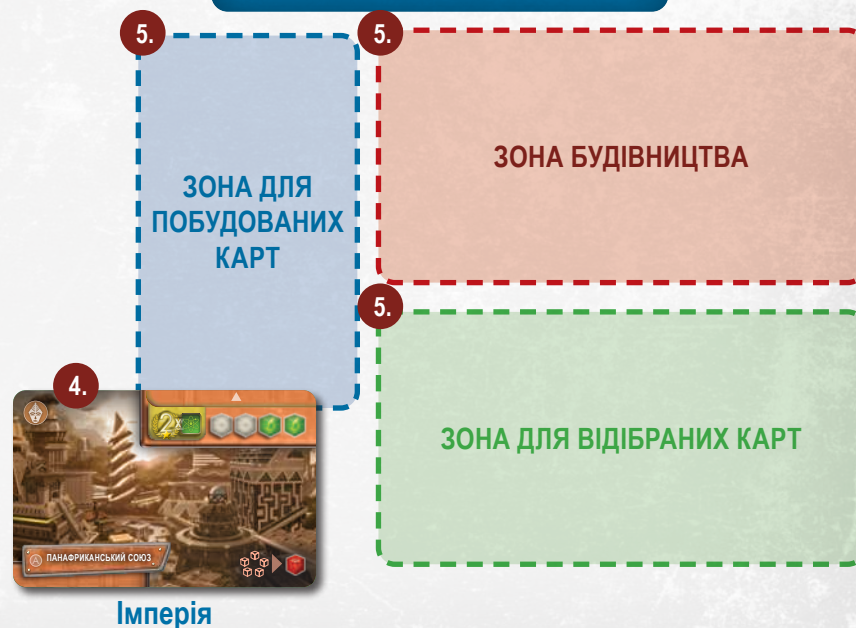 5.
ЗОНА ДЛЯ
ПОБУДОВАНИХ
КАРТ
5.
ЗОНА БУДІВНИЦТВА
5.
ЗОНА ДЛЯ ВІДІБРАНИХ КАРТ
4.
2x
A ПАНАФРИКАНСЬКИЙ СОЮЗ
Імперія